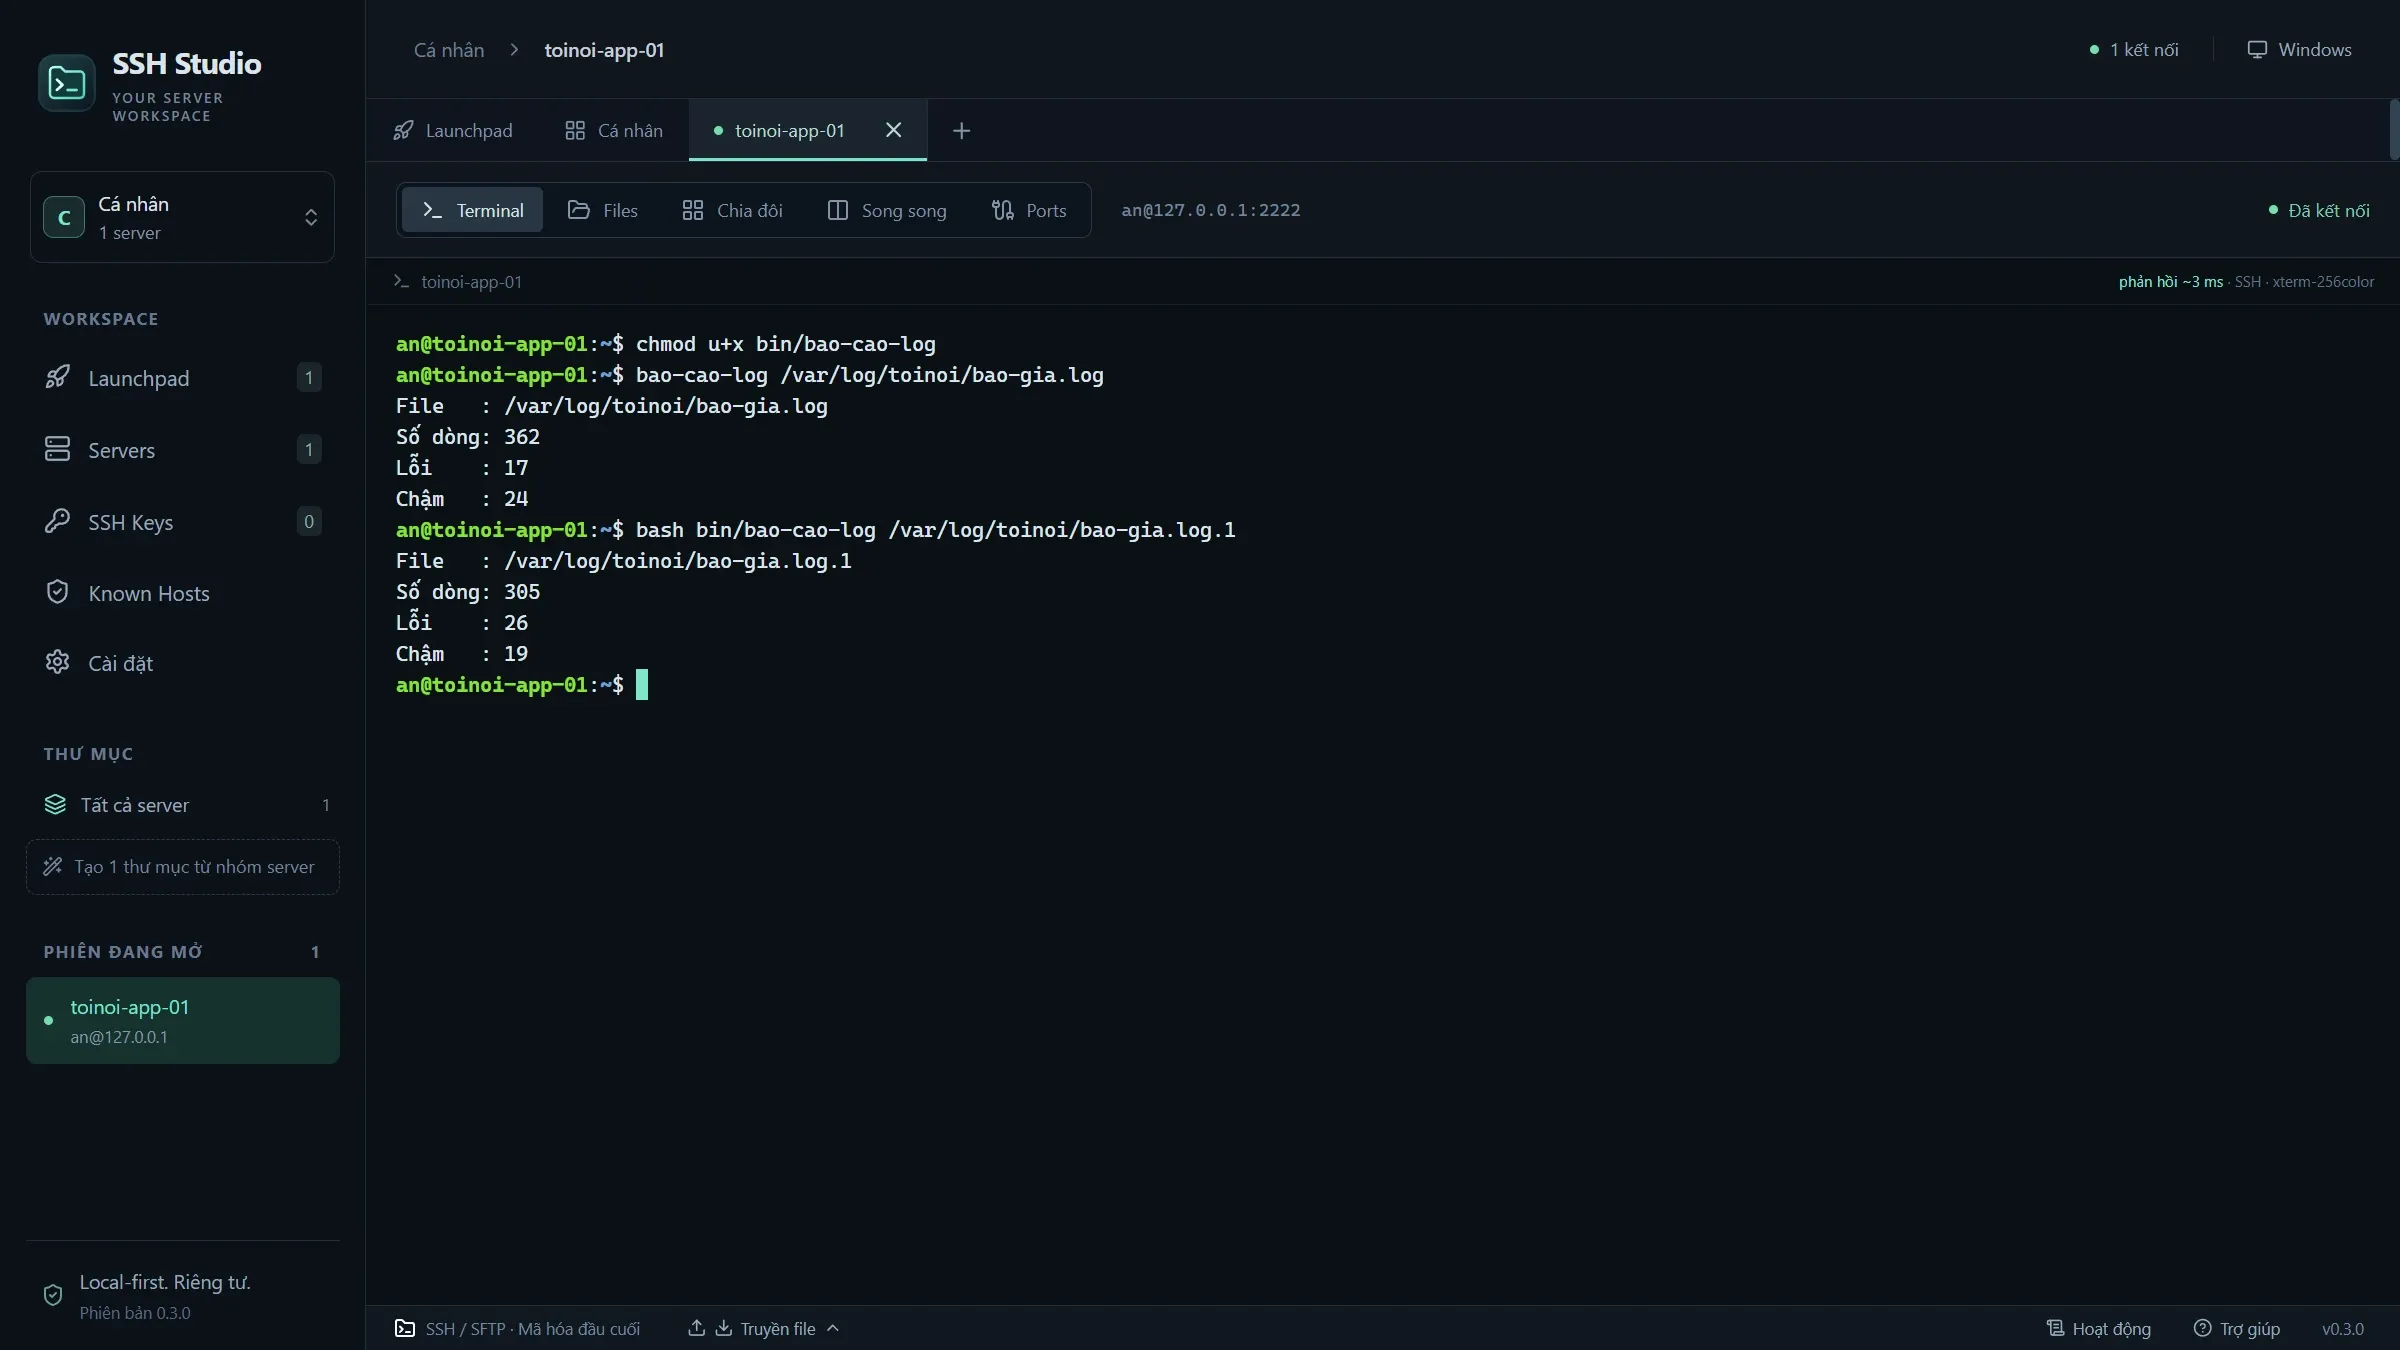 SSH Studio
YOUR SERVER
WORKSPACE
C
Cá nhân
1 server
WORKSPACE
Launchpad 1
Servers 1
SSH Keys 0
Known Hosts
Cài đặt
THƯ MỤC
Tất cả server 1
Tạo 1 thư mục từ nhóm server
PHIÊN ĐANG MỞ 1
toinoi-app-01
an@127.0.0.1
Local-first. Riêng tư.
Phiên bản 0.3.0
Cá nhân > toinoi-app-01
1 kết nối
Windows
Launchpad
Cá nhân
toinoi-app-01
Terminal
Files
Chia đôi
Song song
Ports
an@127.0.0.1:2222
Đã kết nối
toinoi-app-01
phản hồi ~3 ms · SSH · xterm-256color
an@toinoi-app-01:~$ chmod u+x bin/bao-cao-log
an@toinoi-app-01:~$ bao-cao-log /var/log/toinoi/bao-gia.log
File   : /var/log/toinoi/bao-gia.log
Số dòng: 362
Lỗi    : 17
Chậm   : 24
an@toinoi-app-01:~$ bash bin/bao-cao-log /var/log/toinoi/bao-gia.log.1
File   : /var/log/toinoi/bao-gia.log.1
Số dòng: 305
Lỗi    : 26
Chậm   : 19
an@toinoi-app-01:~$
SSH / SFTP · Mã hóa đầu cuối
Truyền file
Hoạt động
Trợ giúp
v0.3.0